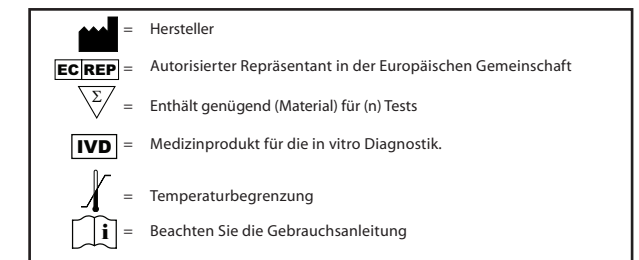 = Hersteller
EC REP = Autorisierter Repräsentant in der Europäischen Gemeinschaft
Σ = Enthält genügend (Material) für (n) Tests
IVD = Medizinprodukt für die in vitro Diagnostik.
= Temperaturbegrenzung
i = Beachten Sie die Gebrauchsanleitung